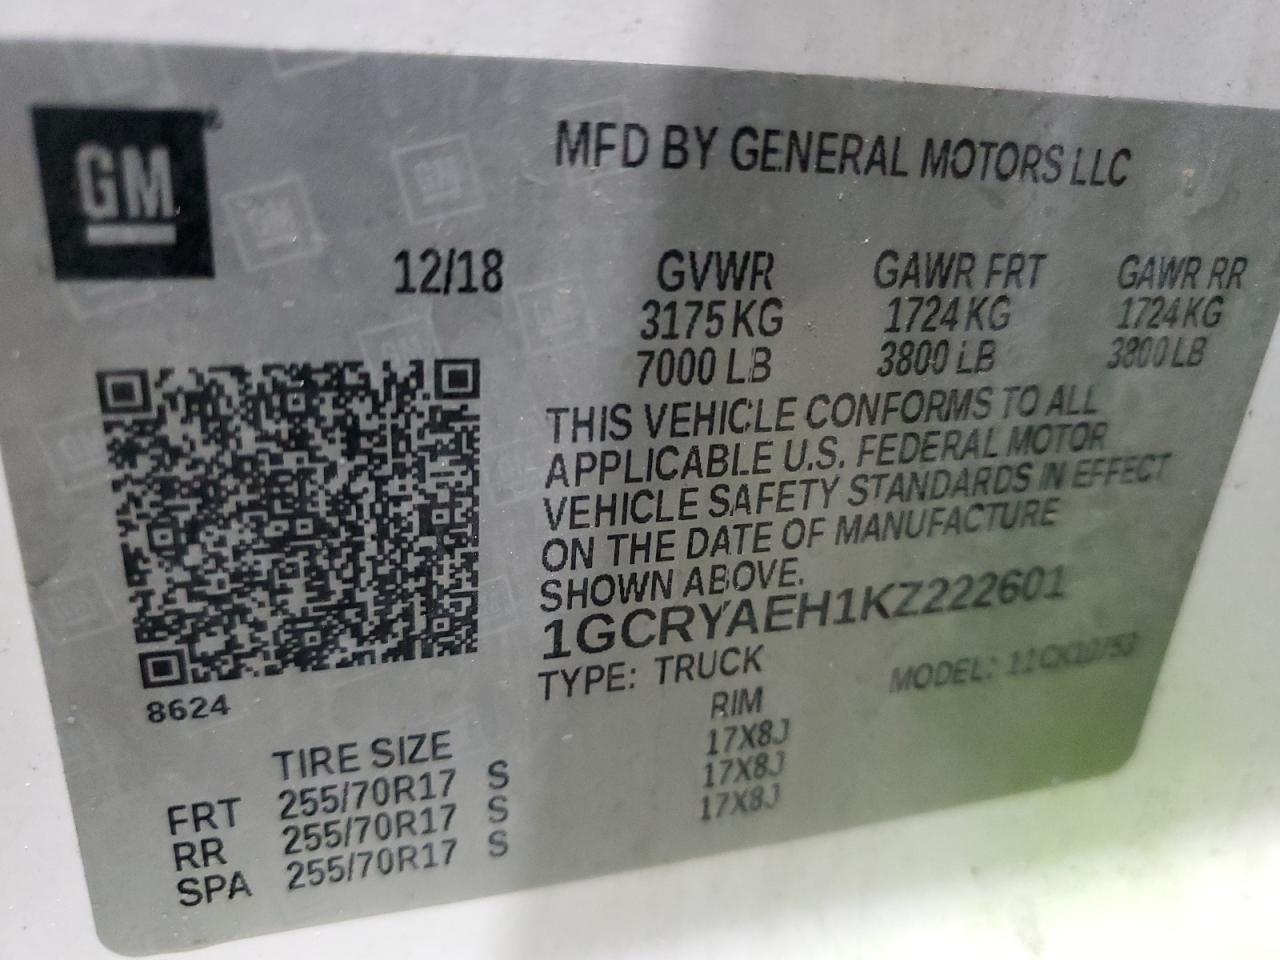 GM
MFD BY GENERAL MOTORS LLC
12/18
GVWR GAWR FRT GAWR RR
3175 KG 1724 KG 1724 KG
7000 LB 3800 LB 3800 LB
THIS VEHICLE CONFORMS TO ALL
APPLICABLE U.S. FEDERAL MOTOR
VEHICLE SAFETY STANDARDS IN EFFECT
ON THE DATE OF MANUFACTURE
SHOWN ABOVE.
1GCRYAEH1KZ222601
TYPE: TRUCK MODEL:
8624
TIRE SIZE RIM
FRT 255/70R17 S 17X8J
RR 255/70R17 S 17X8J
SPA 255/70R17 S 17X8J